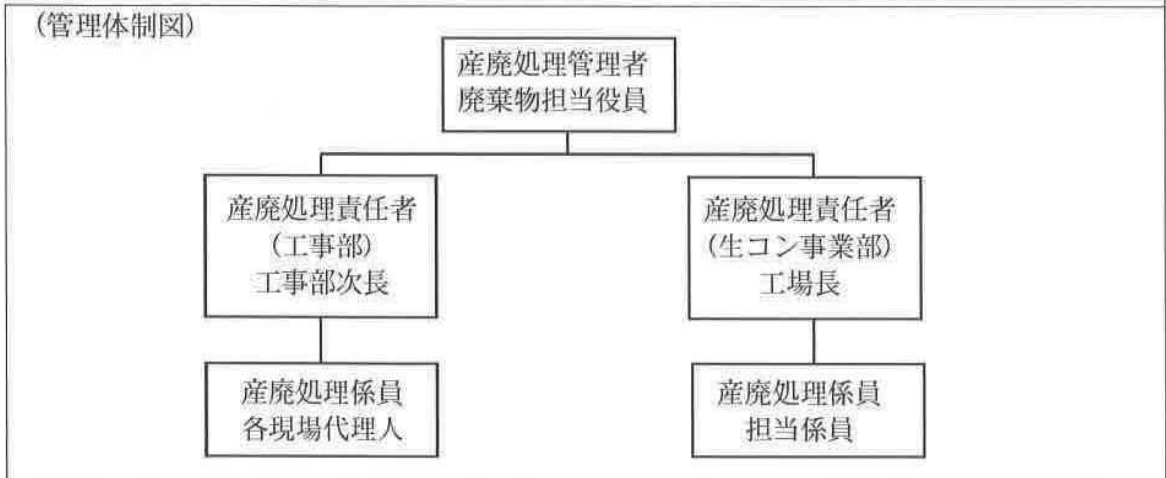 (管理体制図)
産廃処理管理者
廃棄物担当役員
産廃処理責任者
(工事部)
工事部次長
産廃処理責任者
(生コン事業部)
工場長
産廃処理係員
各現場代理人
産廃処理係員
担当係員